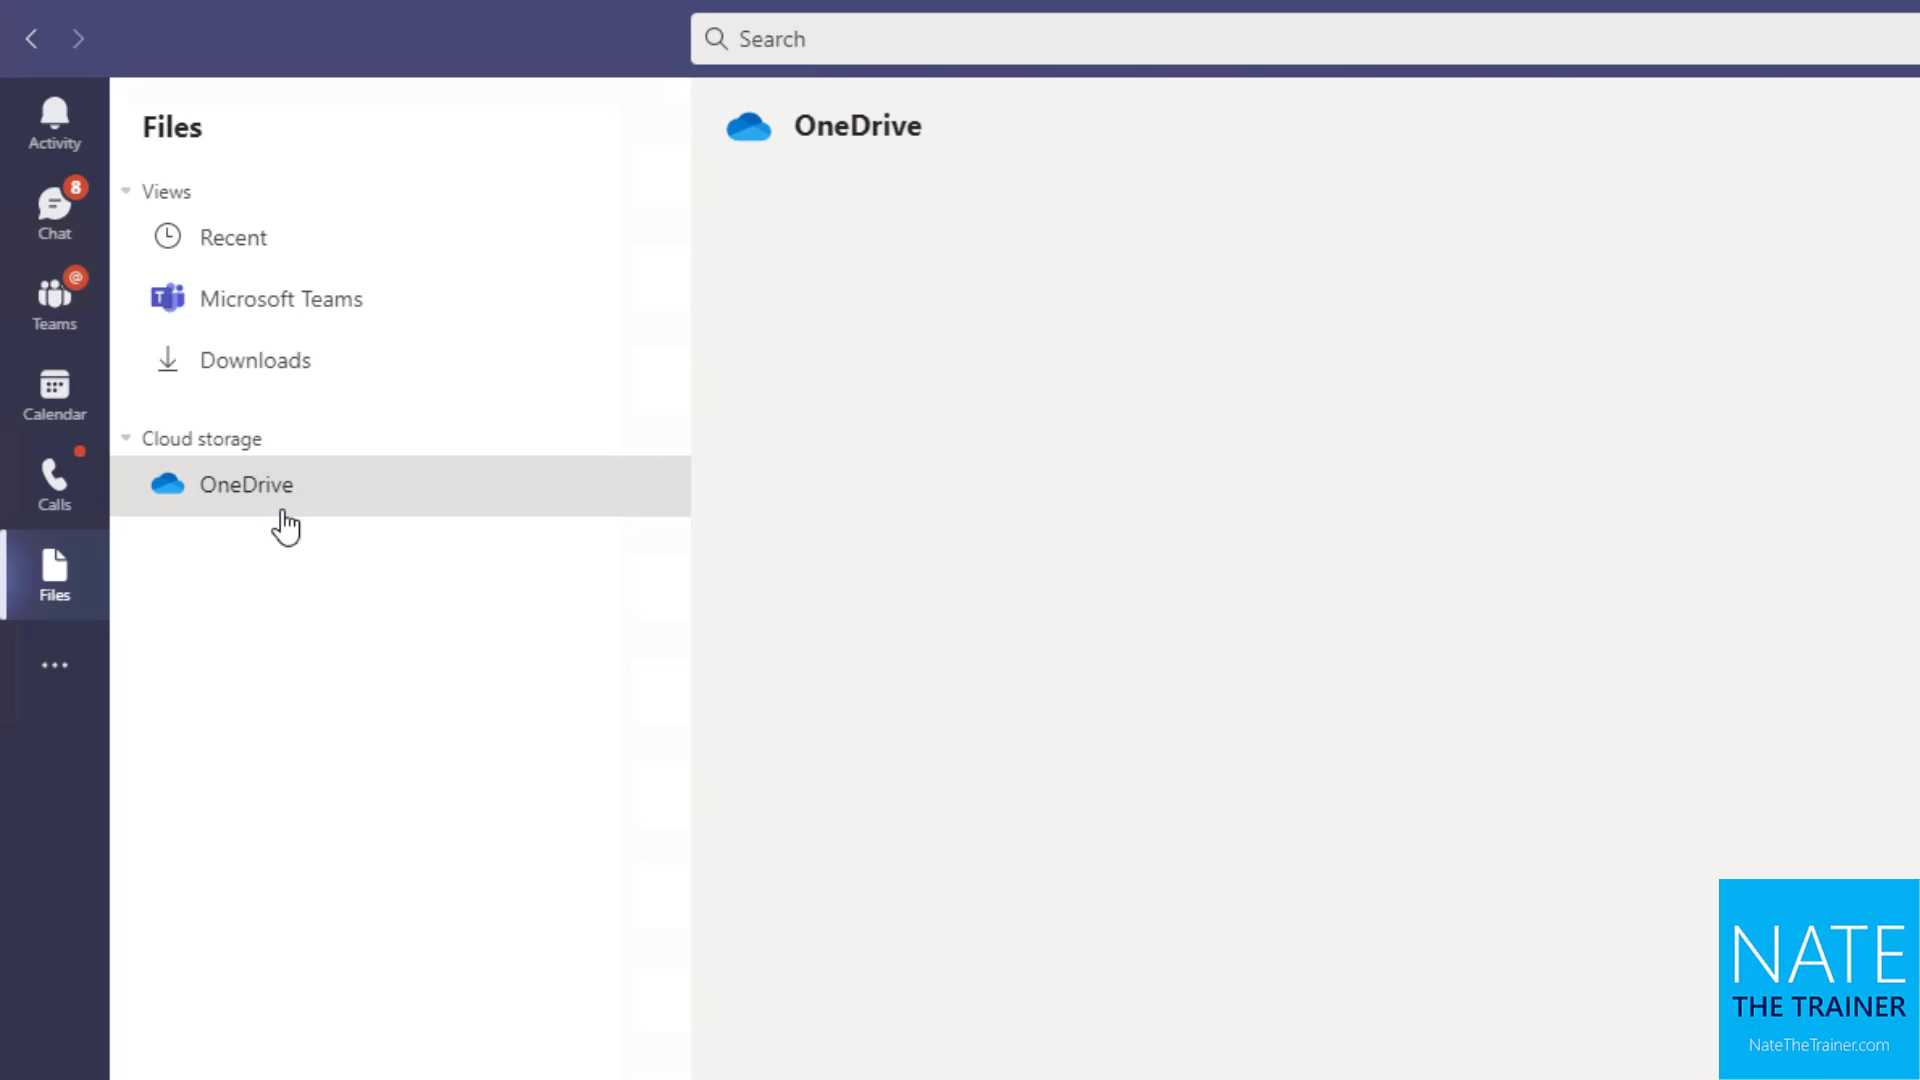 Search
Activity
8
Chat
@
Teams
Calendar
Calls
Files
Files
Views
Recent
T
Microsoft Teams
Downloads
Cloud storage
OneDrive
OneDrive
NATE
THE TRAINER
NateTheTrainer.com